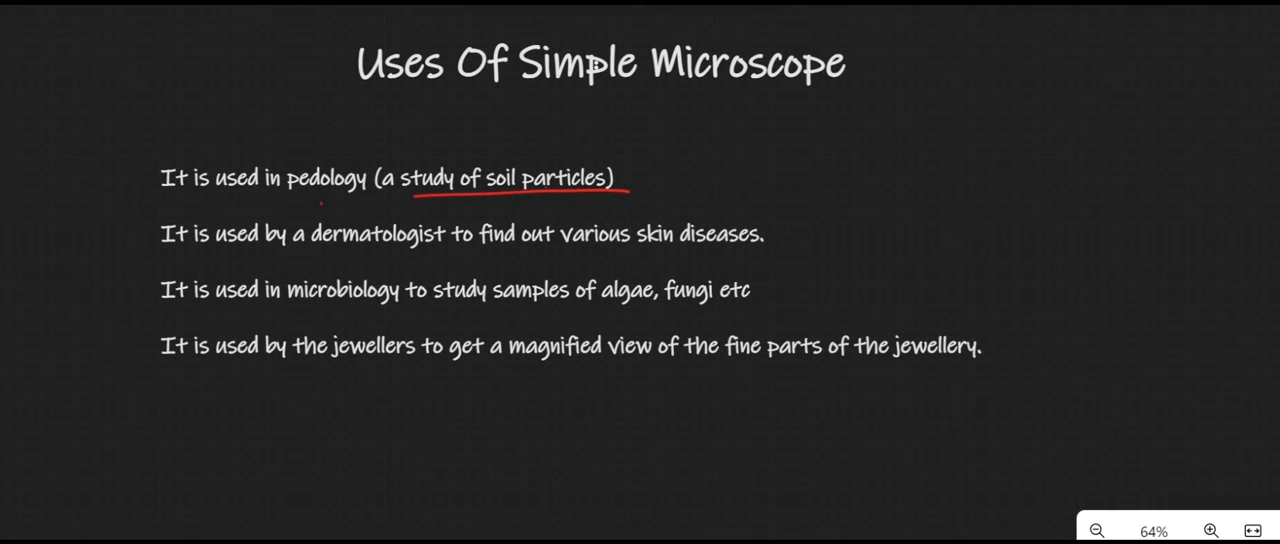 Uses Of Simple Microscope
It is used in pedology (a study of soil particles)
It is used by a dermatologist to find out various skin diseases.
It is used in microbiology to study samples of algae, fungi etc
It is used by the jewellers to get a magnified view of the fine parts of the jewellery.
64%